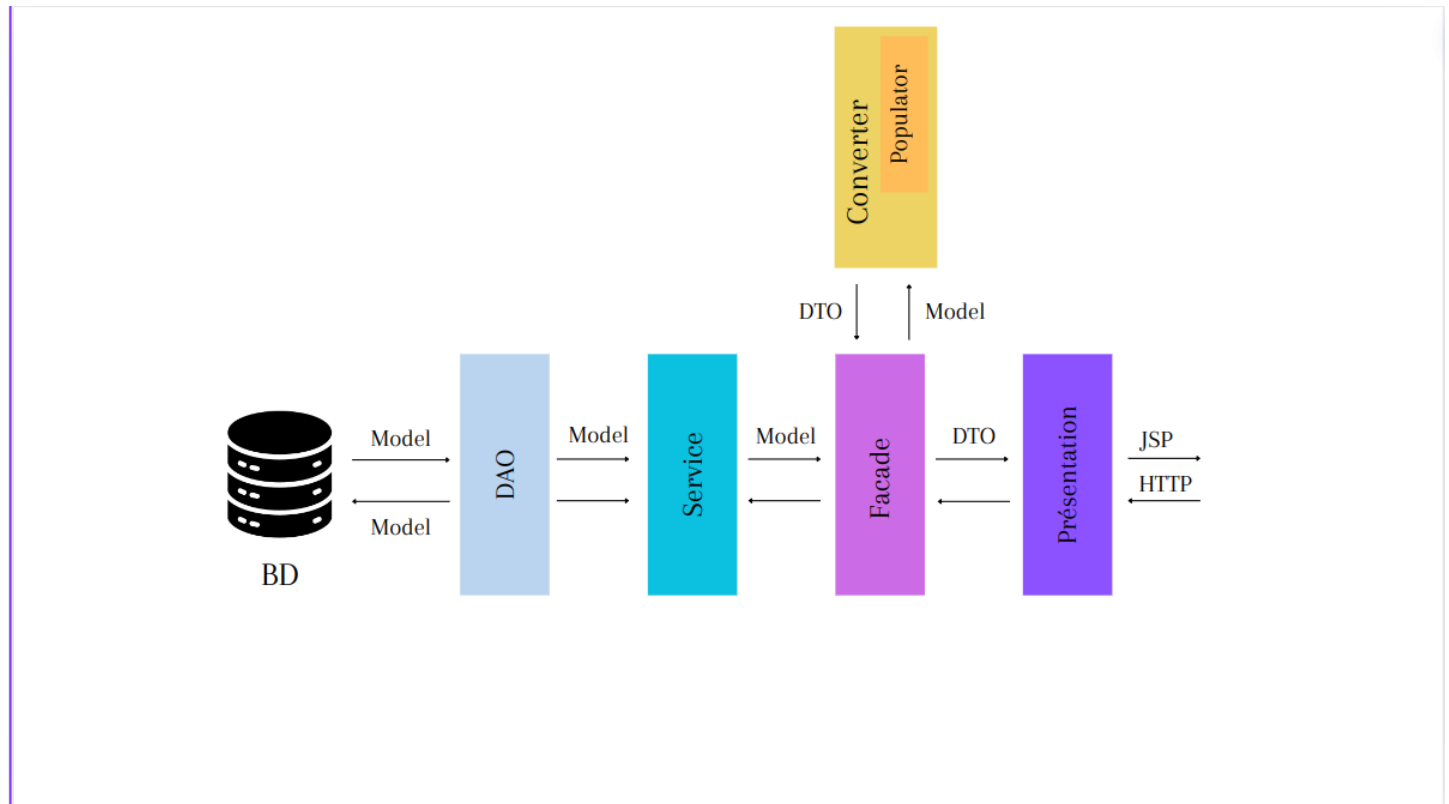 Converter
Populator
DTO
Model
Model
Model
Model
DTO
JSP
HTTP
Model
DAO
Service
Facade
Présentation
BD